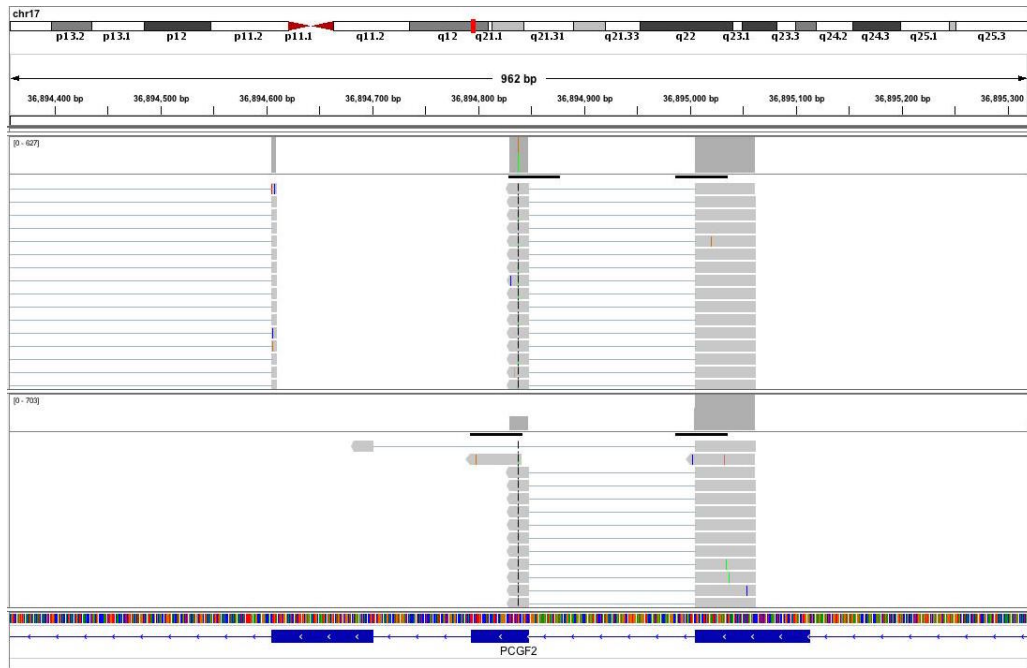 chr17
p13.2 p13.1 p12 p11.2 p11.1 q11.2 q12 q21.1 q21.31 q21.33 q22 q23.1 q23.3 q24.2 q24.3 q25.1 q25.3
962 bp
36,894,400 bp 36,894,500 bp 36,894,600 bp 36,894,700 bp 36,894,800 bp 36,894,900 bp 36,895,000 bp 36,895,100 bp 36,895,200 bp 36,895,300
[0 - 627]
[0 - 703]
PCGF2